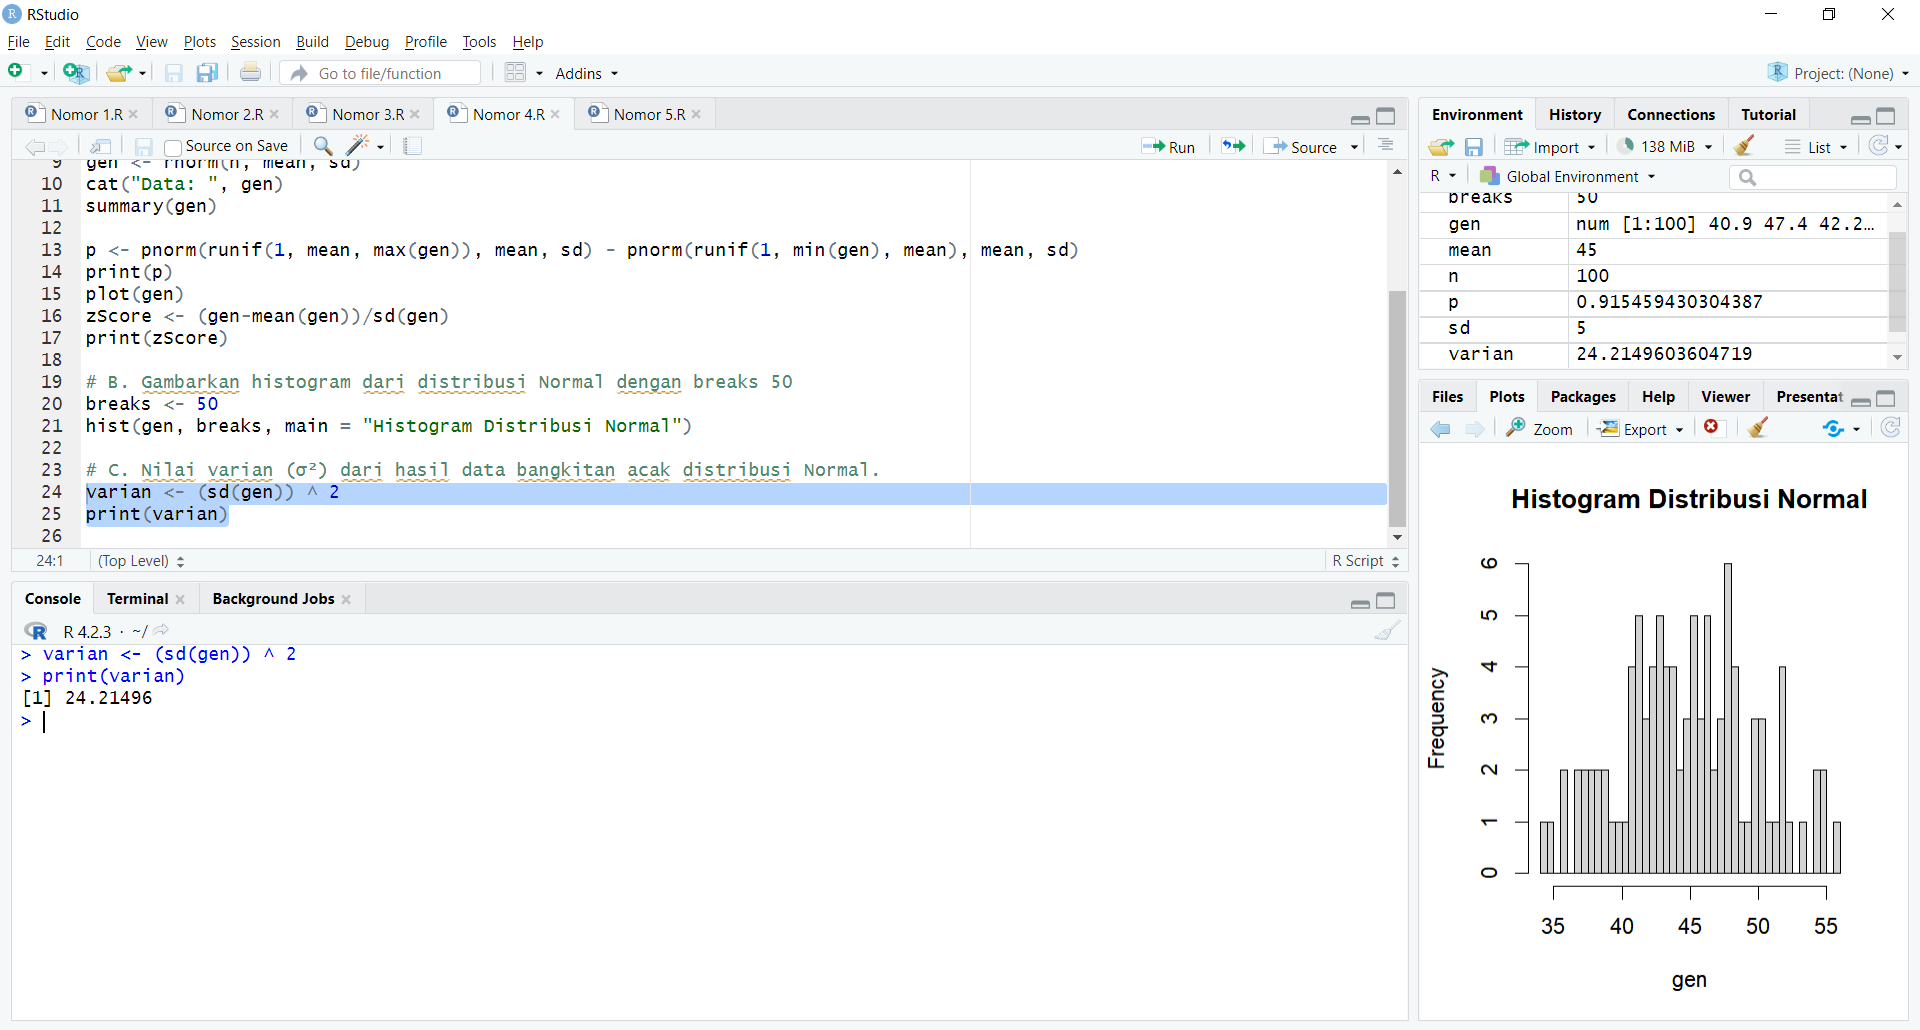 RStudio
File Edit Code View Plots Session Build Debug Profile Tools Help
Go to file/function Addins Project: (None)
Nomor 1.R Nomor 2.R Nomor 3.R Nomor 4.R Nomor 5.R
Source on Save Run Source
9 gen <- rnorm(n, mean, sd)
10 cat("Data: ", gen)
11 summary(gen)
12
13 p <- pnorm(runif(1, mean, max(gen)), mean, sd) - pnorm(runif(1, min(gen), mean), mean, sd)
14 print(p)
15 plot(gen)
16 zScore <- (gen-mean(gen))/sd(gen)
17 print(zScore)
18
19 # B. Gambarkan histogram dari distribusi Normal dengan breaks 50
20 breaks <- 50
21 hist(gen, breaks, main = "Histogram Distribusi Normal")
22
23 # C. Nilai varian (σ²) dari hasil data bangkitan acak distribusi Normal.
24 varian <- (sd(gen)) ^ 2
25 print(varian)
26
24:1 (Top Level) R Script
Console Terminal Background Jobs
R 4.2.3 · ~/
> varian <- (sd(gen)) ^ 2
> print(varian)
[1] 24.21496
>
Environment History Connections Tutorial
Import 138 MiB List
R Global Environment
breaks 50
gen num [1:100] 40.9 47.4 42.2…
mean 45
n 100
p 0.915459430304387
sd 5
varian 24.2149603604719
Files Plots Packages Help Viewer Presentat
Zoom Export
Histogram Distribusi Normal
Frequency
6
5
4
3
2
1
0
35 40 45 50 55
gen